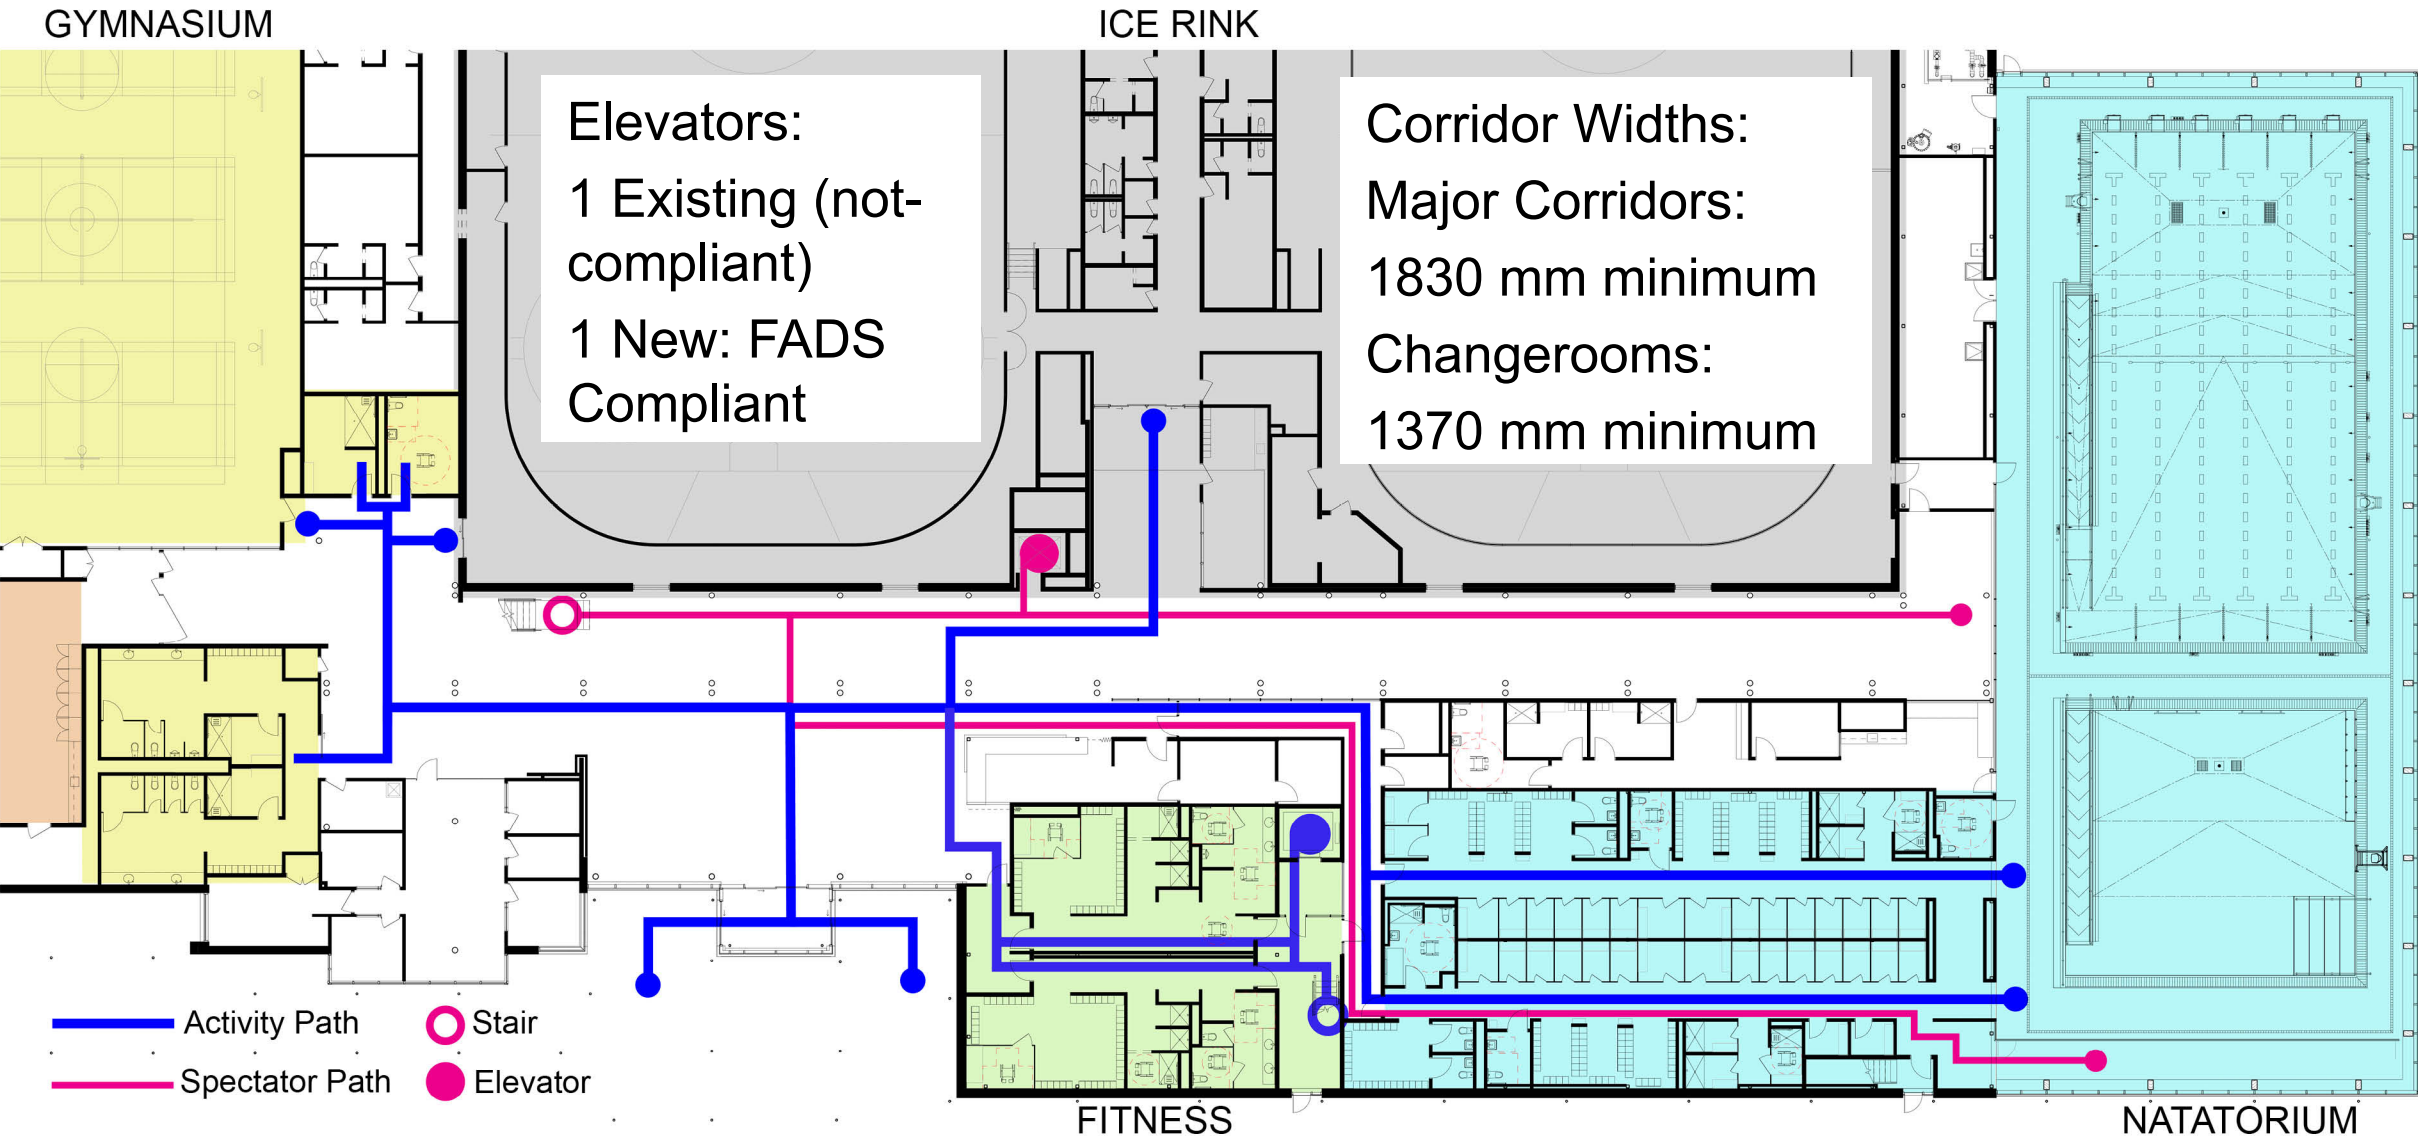 GYMNASIUM
ICE RINK
Elevators:
1 Existing (not-
compliant)
1 New: FADS
Compliant
Corridor Widths:
Major Corridors:
1830 mm minimum
Changerooms:
1370 mm minimum
Activity Path
Stair
Spectator Path
Elevator
FITNESS
NATATORIUM